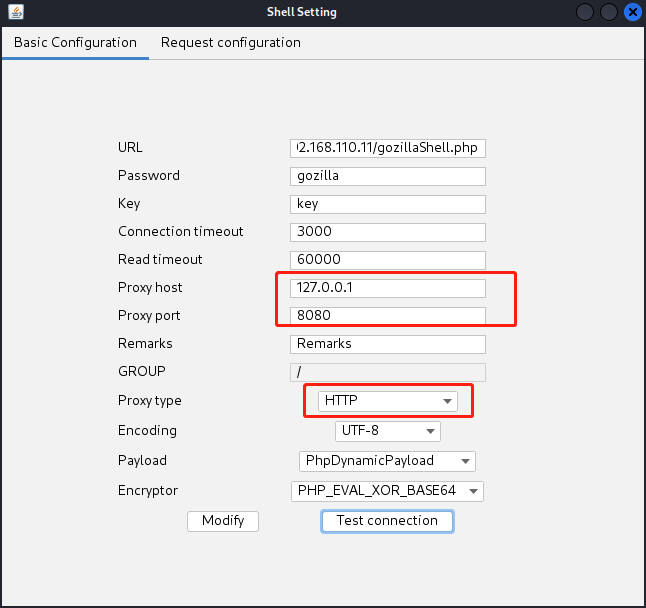 Shell Setting
Basic Configuration Request configuration
URL 2.168.110.11/gozillaShell.php
Password gozilla
Key key
Connection timeout 3000
Read timeout 60000
Proxy host 127.0.0.1
Proxy port 8080
Remarks Remarks
GROUP /
Proxy type HTTP
Encoding UTF-8
Payload PhpDynamicPayload
Encryptor PHP_EVAL_XOR_BASE64
Modify Test connection